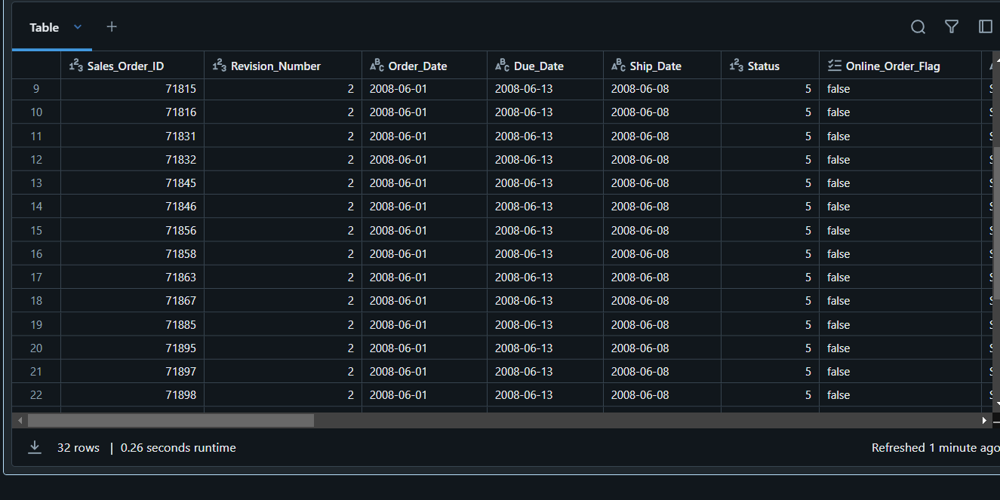 Table
Sales_Order_ID Revision_Number Order_Date Due_Date Ship_Date Status Online_Order_Flag
9 71815 2 2008-06-01 2008-06-13 2008-06-08 5 false
10 71816 2 2008-06-01 2008-06-13 2008-06-08 5 false
11 71831 2 2008-06-01 2008-06-13 2008-06-08 5 false
12 71832 2 2008-06-01 2008-06-13 2008-06-08 5 false
13 71845 2 2008-06-01 2008-06-13 2008-06-08 5 false
14 71846 2 2008-06-01 2008-06-13 2008-06-08 5 false
15 71856 2 2008-06-01 2008-06-13 2008-06-08 5 false
16 71858 2 2008-06-01 2008-06-13 2008-06-08 5 false
17 71863 2 2008-06-01 2008-06-13 2008-06-08 5 false
18 71867 2 2008-06-01 2008-06-13 2008-06-08 5 false
19 71885 2 2008-06-01 2008-06-13 2008-06-08 5 false
20 71895 2 2008-06-01 2008-06-13 2008-06-08 5 false
21 71897 2 2008-06-01 2008-06-13 2008-06-08 5 false
22 71898 2 2008-06-01 2008-06-13 2008-06-08 5 false
32 rows | 0.26 seconds runtime Refreshed 1 minute ago